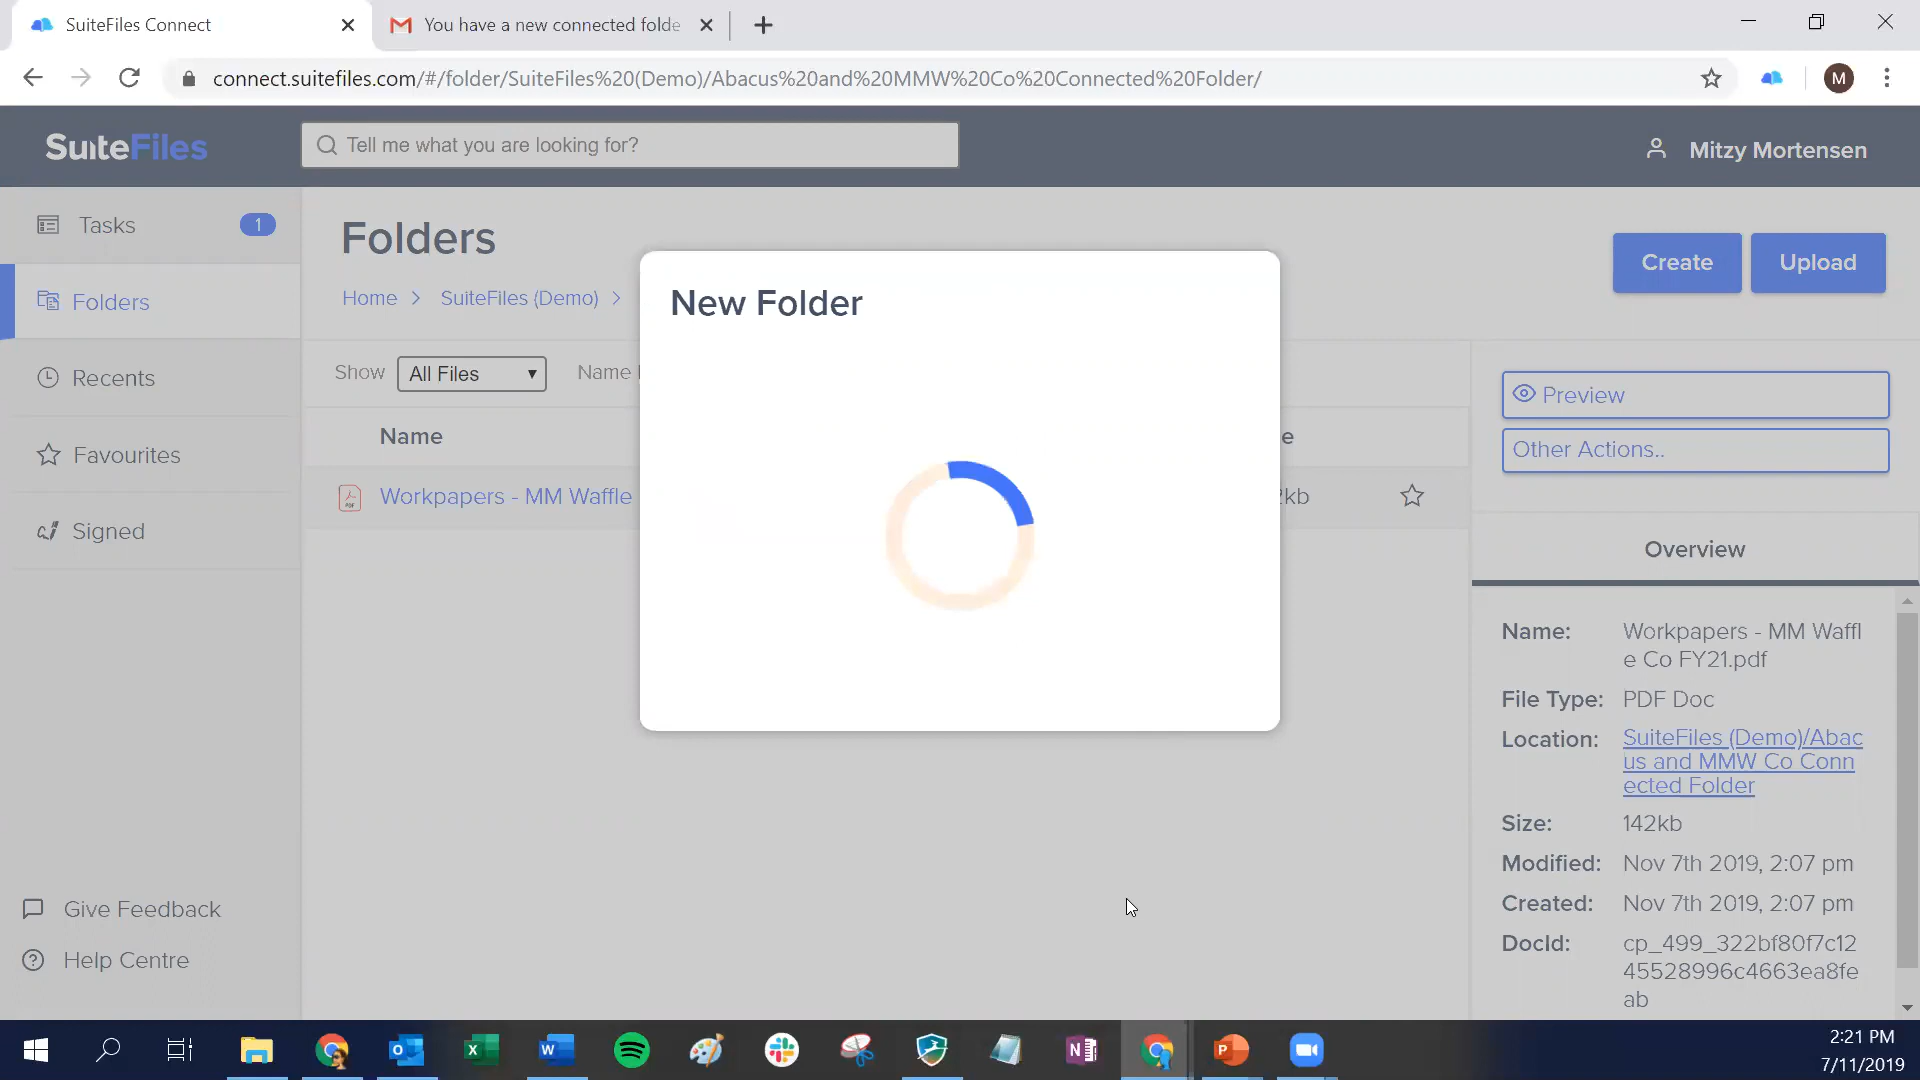 SuiteFiles Connect
You have a new connected folde
connect.suitefiles.com/#/folder/SuiteFiles%20(Demo)/Abacus%20and%20MMW%20Co%20Connected%20Folder/
M
SuiteFiles
Tell me what you are looking for?
Mitzy Mortensen
Tasks
1
Folders
Recents
Favourites
Signed
Give Feedback
Help Centre
Folders
Home > SuiteFiles (Demo) >
Create
Upload
Show
All Files
Name
Name
e
Workpapers - MM Waffle
kb
New Folder
Preview
Other Actions..
Overview
Name: Workpapers - MM Waffl
e Co FY21.pdf
File Type: PDF Doc
Location: SuiteFiles (Demo)/Abac
us and MMW Co Conn
ected Folder
Size: 142kb
Modified: Nov 7th 2019, 2:07 pm
Created: Nov 7th 2019, 2:07 pm
DocId: cp_499_322bf80f7c12
45528996c4663ea8fe
ab
2:21 PM
7/11/2019